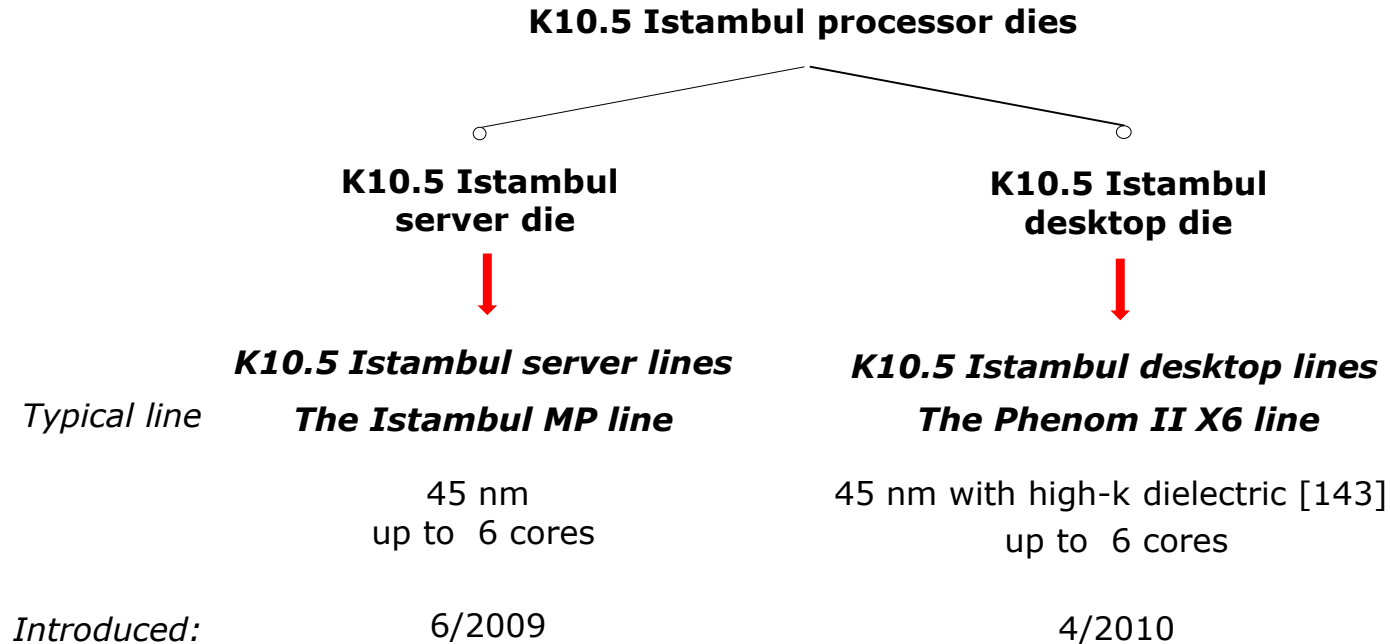 K10.5 Istambul processor dies
K10.5 Istambul
server die
K10.5 Istambul
desktop die
K10.5 Istambul server lines
K10.5 Istambul desktop lines
Typical line
The Istambul MP line
The Phenom II X6 line
45 nm
up to 6 cores
45 nm with high-k dielectric [143]
up to 6 cores
Introduced:
6/2009
4/2010